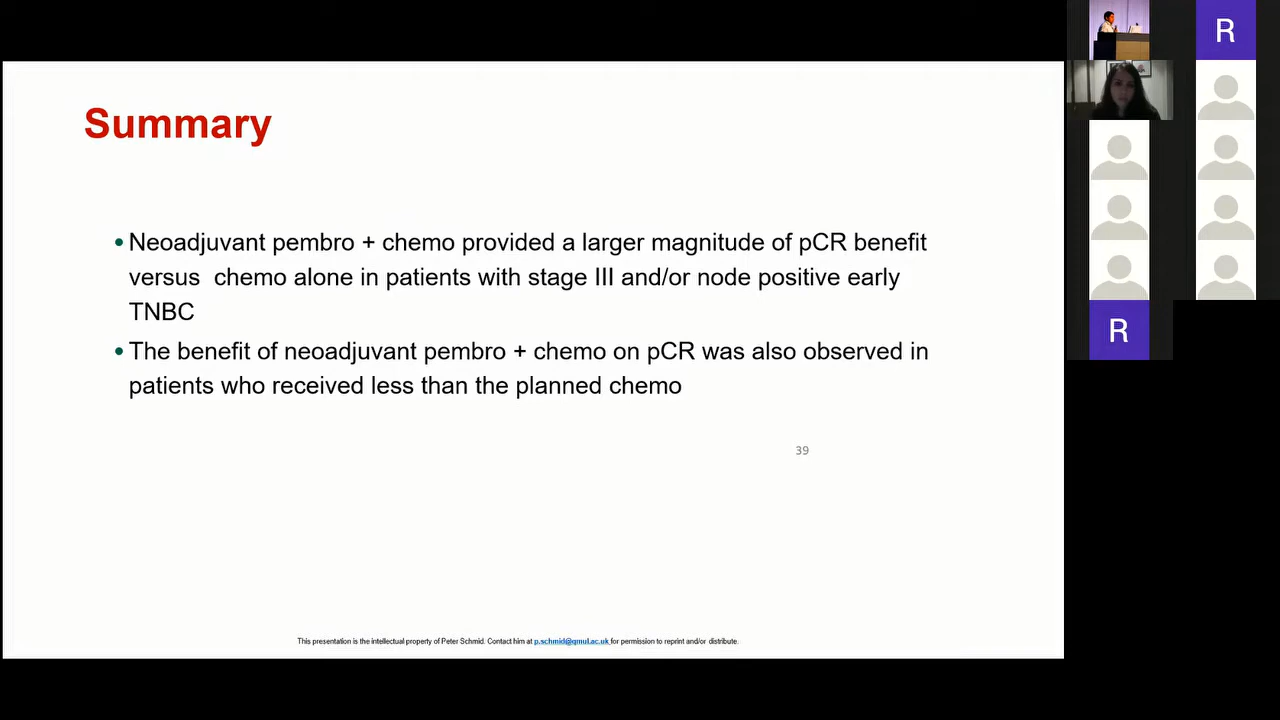 Summary
• Neoadjuvant pembro + chemo provided a larger magnitude of pCR benefit
versus chemo alone in patients with stage III and/or node positive early
TNBC
• The benefit of neoadjuvant pembro + chemo on pCR was also observed in
patients who received less than the planned chemo
39
This presentation is the intellectual property of Peter Schmid. Contact him at p.schmid@qmul.ac.uk for permission to reprint and/or distribute.
R
R